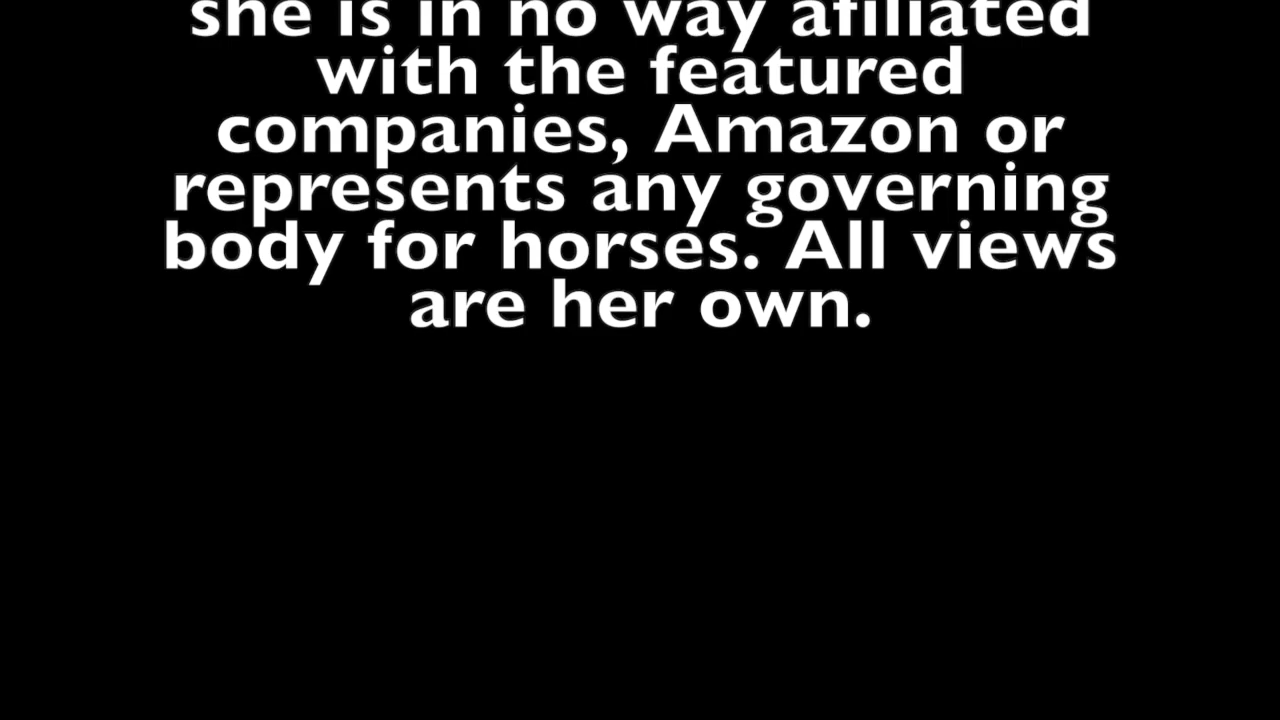 she is in no way afiliated
with the featured
companies, Amazon or
represents any governing
body for horses. All views
are her own.